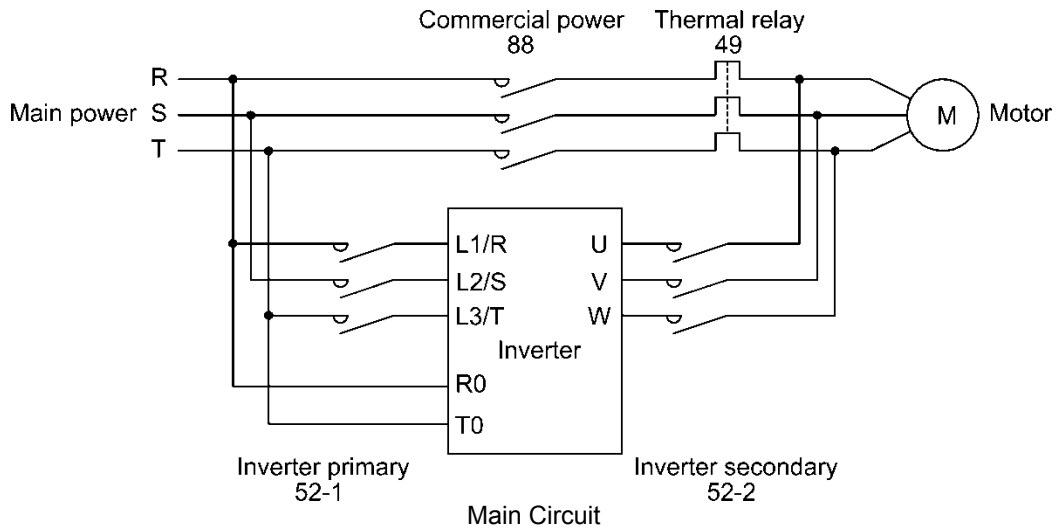 Commercial power
88
Thermal relay
49
R
Main power S
T
M
Motor
L1/R
L2/S
L3/T
U
V
W
Inverter
R0
T0
Inverter primary
52-1
Inverter secondary
52-2
Main Circuit